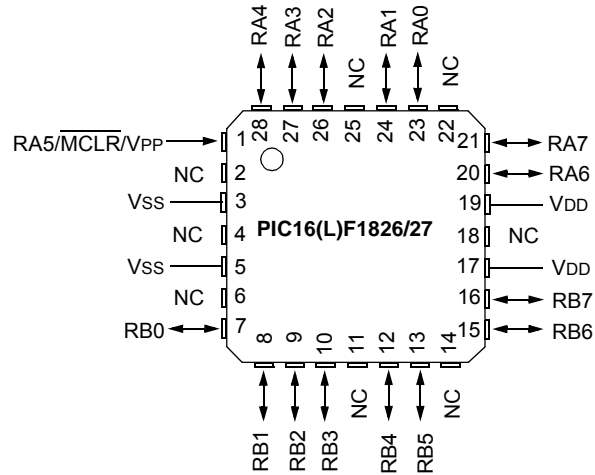 RA4 RA3 RA2 NC RA1 RA0 NC
28 27 26 25 24 23 22
RA5/MCLR/VPP 1 21 RA7
NC 2 20 RA6
VSS 3 19 VDD
NC 4 PIC16(L)F1826/27 18 NC
VSS 5 17 VDD
NC 6 16 RB7
RB0 7 15 RB6
8 9 10 11 12 13 14
RB1 RB2 RB3 NC RB4 RB5 NC